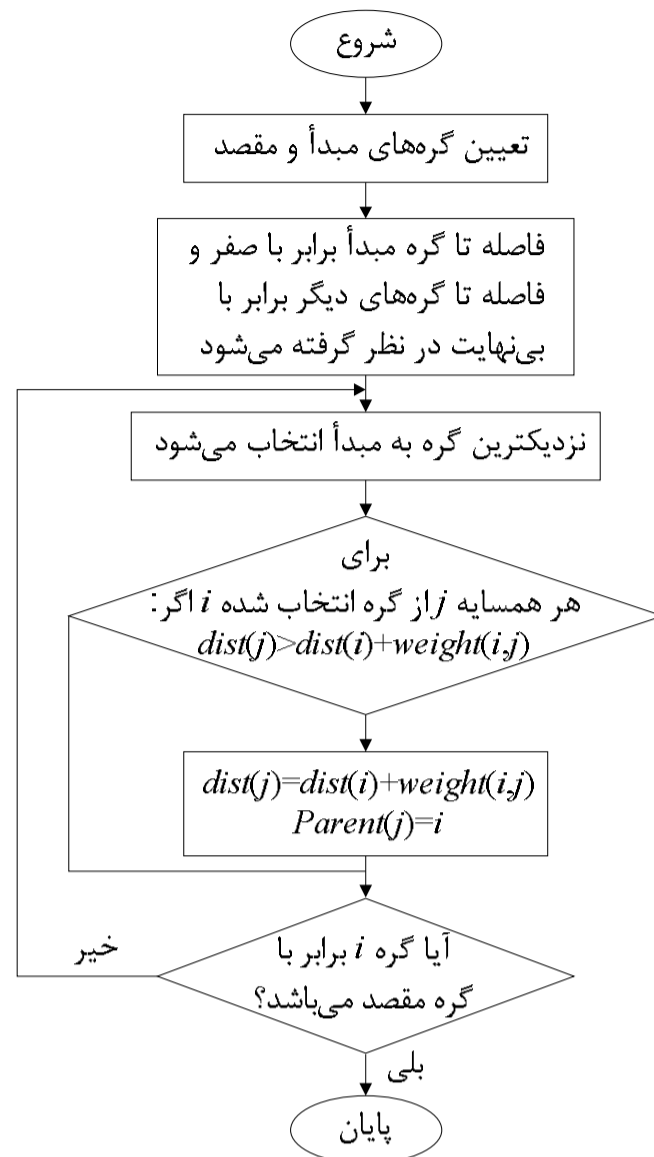 شروع
تعیین گره‌های مبدأ و مقصد
فاصله تا گره مبدأ برابر با صفر و
فاصله تا گره‌های دیگر برابر با
بی‌نهایت در نظر گرفته می‌شود
نزدیکترین گره به مبدأ انتخاب می‌شود
برای
هر همسایه j از گره انتخاب شده i اگر:
dist(j)>dist(i)+weight(i,j)
dist(j)=dist(i)+weight(i,j)
Parent(j)=i
آیا گره i برابر با
گره مقصد می‌باشد؟
خیر
بلی
پایان